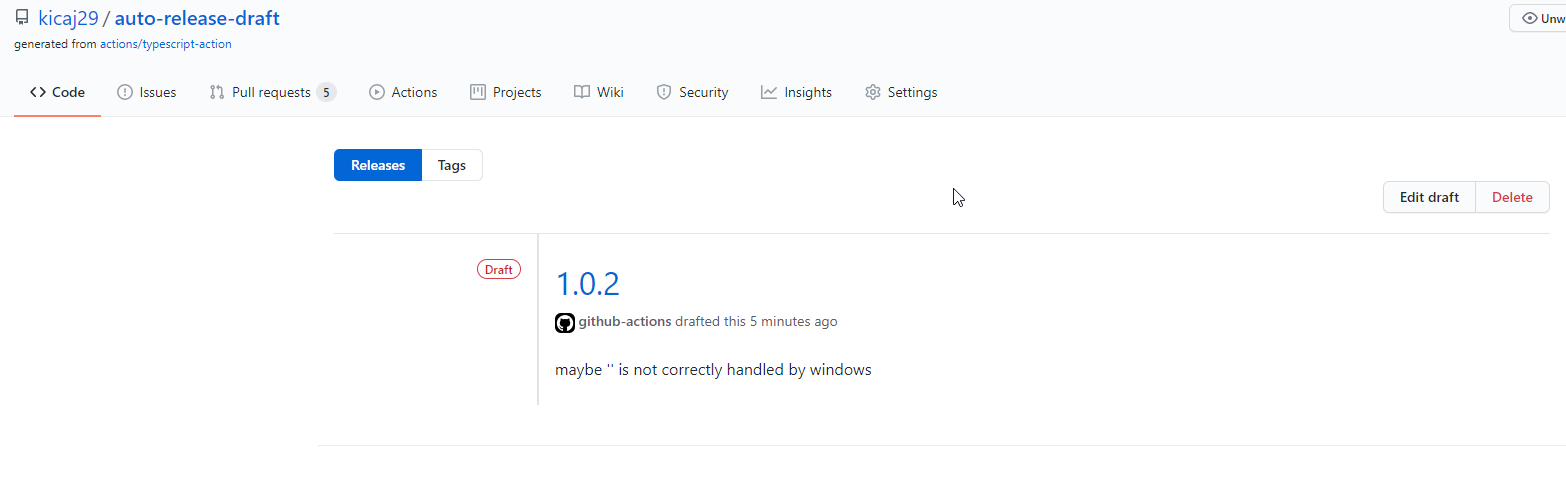 kicaj29 / auto-release-draft
Unw
generated from actions/typescript-action
Code Issues Pull requests 5 Actions Projects Wiki Security Insights Settings
Releases Tags
Edit draft Delete
Draft
1.0.2
github-actions drafted this 5 minutes ago
maybe '' is not correctly handled by windows